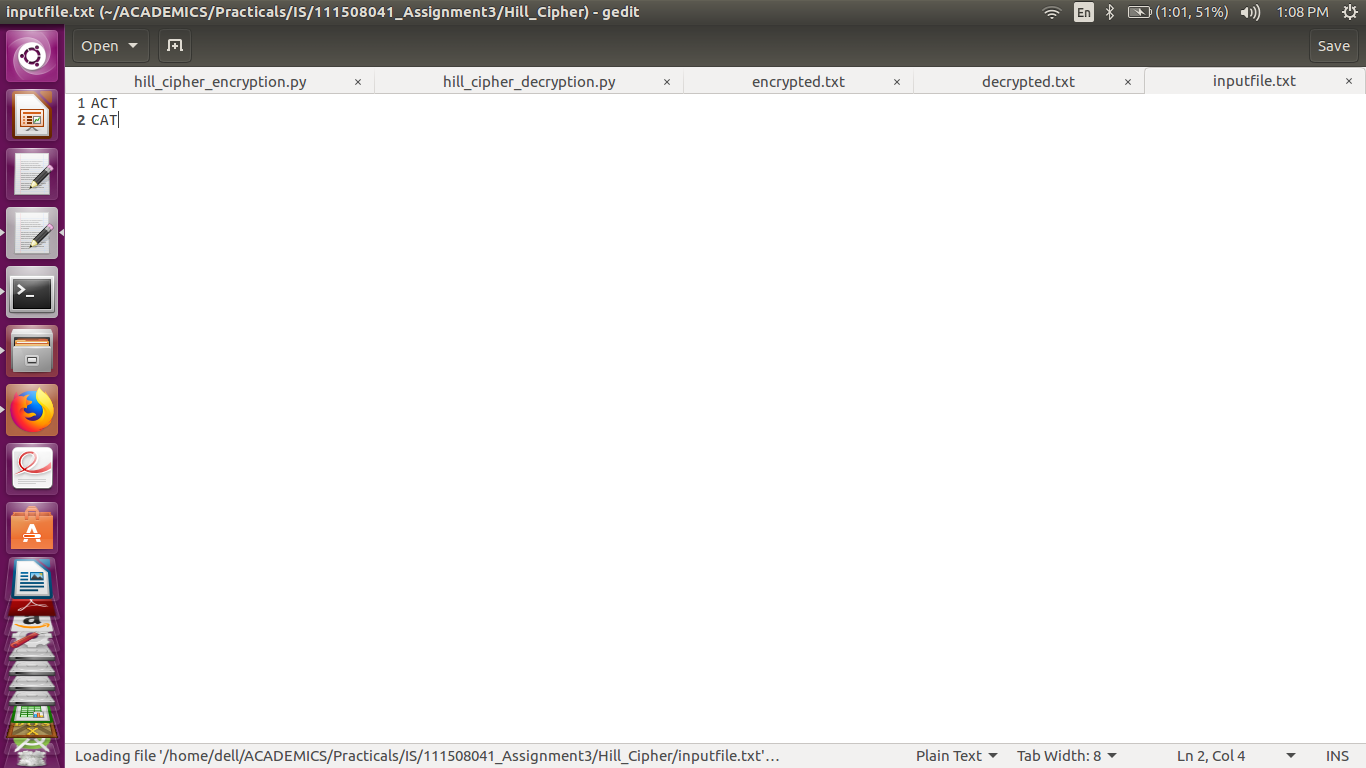 inputfile.txt (~/ACADEMICS/Practicals/IS/111508041_Assignment3/Hill_Cipher) - gedit
En
(1:01, 51%)
1:08 PM
Open
Save
hill_cipher_encryption.py ×
hill_cipher_decryption.py ×
encrypted.txt ×
decrypted.txt ×
inputfile.txt ×
1 ACT
2 CAT
Loading file '/home/dell/ACADEMICS/Practicals/IS/111508041_Assignment3/Hill_Cipher/inputfile.txt'…
Plain Text
Tab Width: 8
Ln 2, Col 4
INS